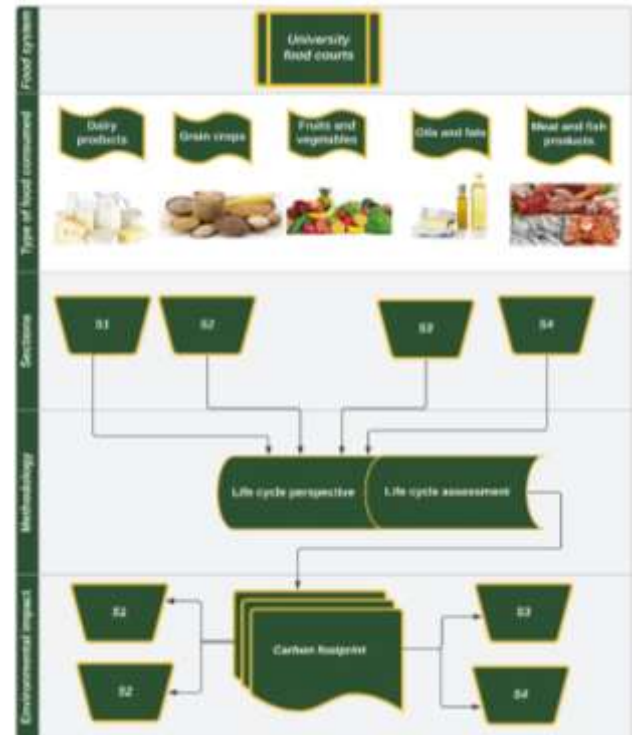 Food system
University
food courts
Type of food consumed
Dairy
products
Grain crops
Fruits and
vegetables
Oils and fats
Meat and fish
products
Sections
S1
S2
S3
S4
Methodology
Life cycle perspective
Life cycle assessment
Environmental impact
S1
S2
Carbon footprint
S3
S4